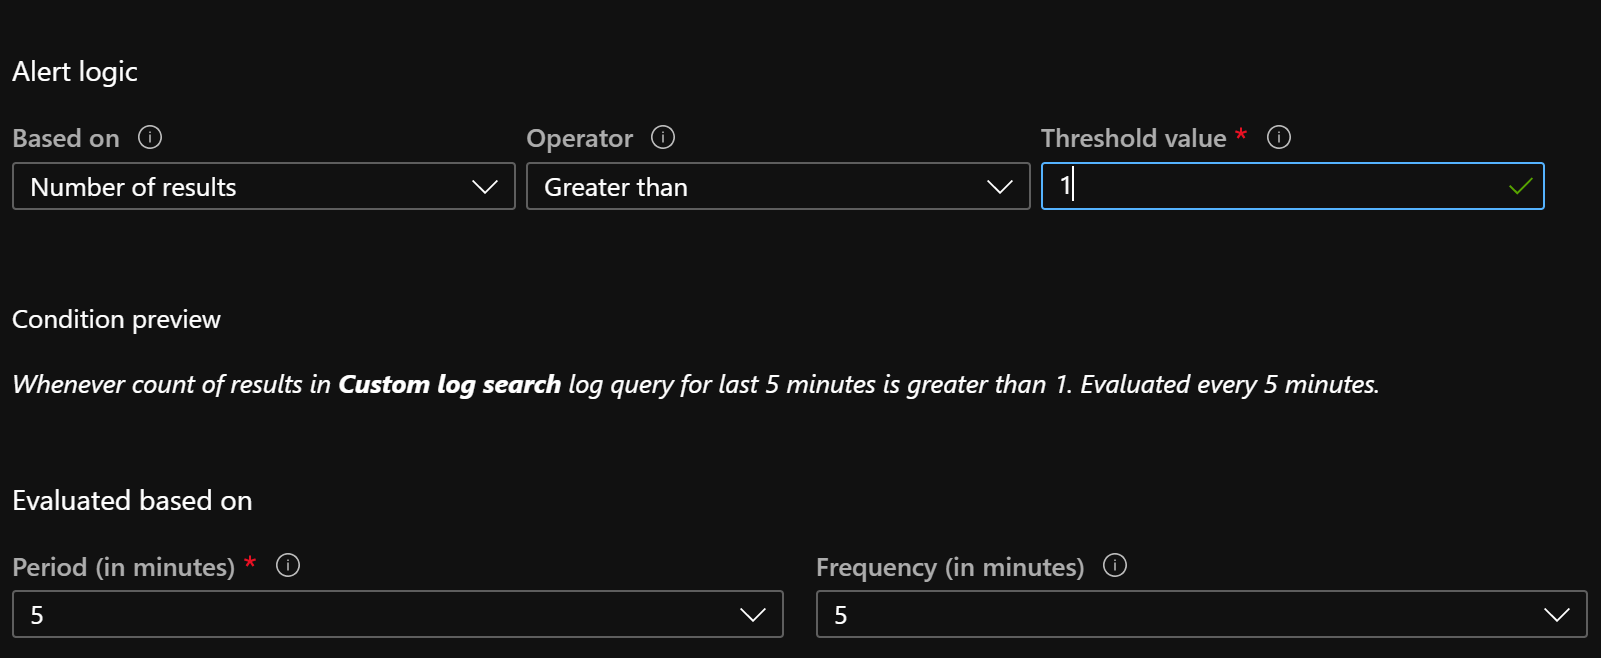 Alert logic
Based on
Operator
Threshold value *
Number of results
Greater than
1
Condition preview
Whenever count of results in Custom log search log query for last 5 minutes is greater than 1. Evaluated every 5 minutes.
Evaluated based on
Period (in minutes) *
Frequency (in minutes)
5
5